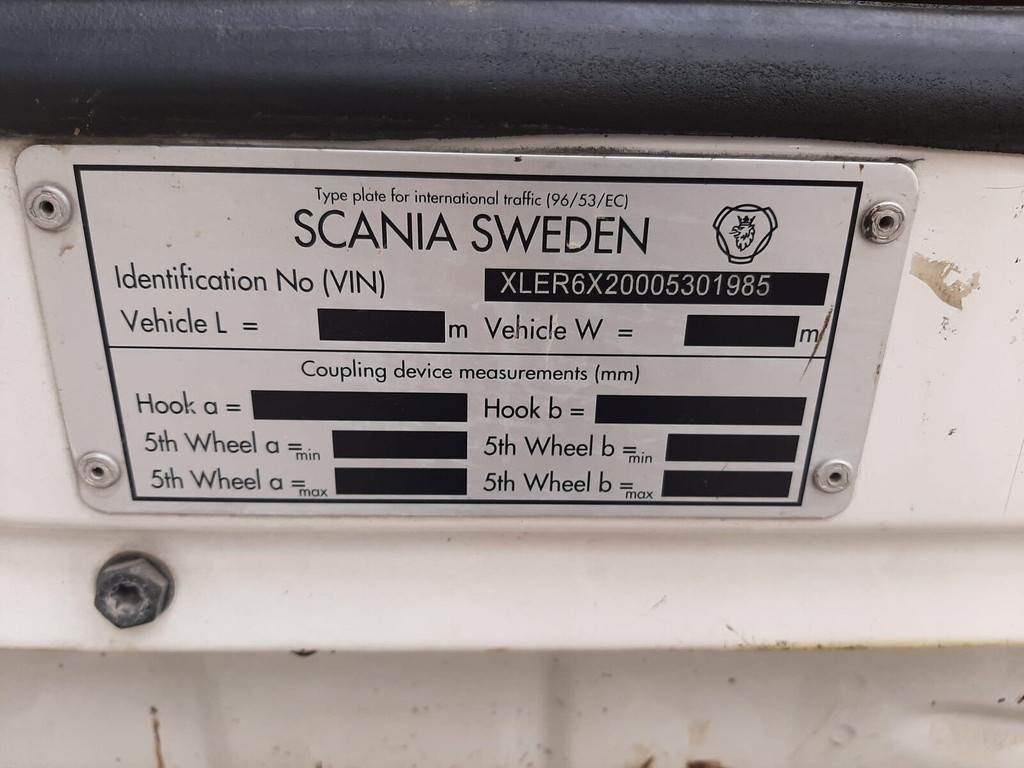 Type plate for international traffic (96/53/EC)
SCANIA SWEDEN
Identification No (VIN) XLER6X20005301985
Vehicle L = m Vehicle W = m
Coupling device measurements (mm)
Hook a = Hook b =
5th Wheel a =min 5th Wheel b =min
5th Wheel a =max 5th Wheel b =max